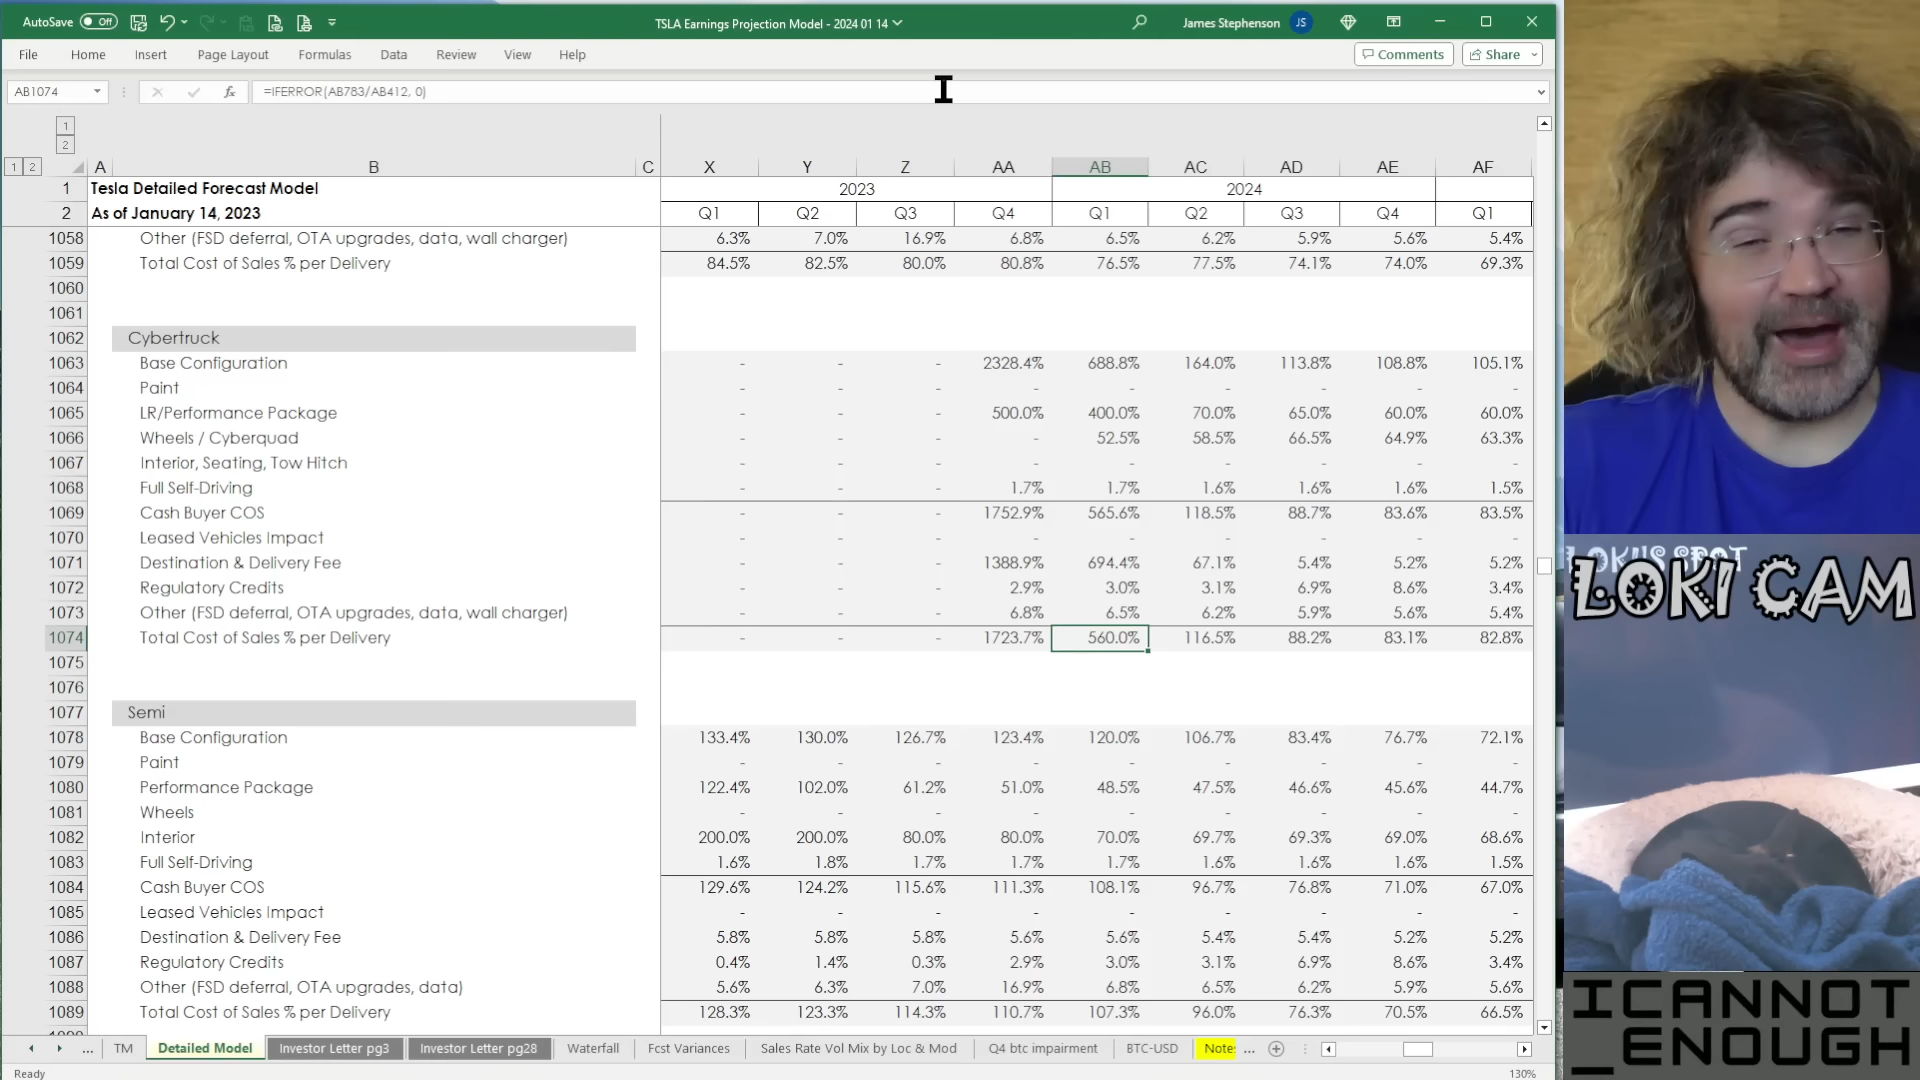 AutoSave Off TSLA Earnings Projection Model - 2024 01 14 James Stephenson JS
File Home Insert Page Layout Formulas Data Review View Help Comments Share
AB1074 fx =IFERROR(AB783/AB412, 0)
1
2
1 2 A B C X Y Z AA AB AC AD AE AF
1 Tesla Detailed Forecast Model 2023 2024
2 As of January 14, 2023 Q1 Q2 Q3 Q4 Q1 Q2 Q3 Q4 Q1
1058 Other (FSD deferral, OTA upgrades, data, wall charger) 6.3% 7.0% 16.9% 6.8% 6.5% 6.2% 5.9% 5.6% 5.4%
1059 Total Cost of Sales % per Delivery 84.5% 82.5% 80.0% 80.8% 76.5% 77.5% 74.1% 74.0% 69.3%
1060
1061
1062 Cybertruck
1063 Base Configuration - - - 2328.4% 688.8% 164.0% 113.8% 108.8% 105.1%
1064 Paint - - - - - - - - -
1065 LR/Performance Package - - - 500.0% 400.0% 70.0% 65.0% 60.0% 60.0%
1066 Wheels / Cyberquad - - - - 52.5% 58.5% 66.5% 64.9% 63.3%
1067 Interior, Seating, Tow Hitch - - - - - - - - -
1068 Full Self-Driving - - - 1.7% 1.7% 1.6% 1.6% 1.6% 1.5%
1069 Cash Buyer COS - - - 1752.9% 565.6% 118.5% 88.7% 83.6% 83.5%
1070 Leased Vehicles Impact - - - - - - - - -
1071 Destination & Delivery Fee - - - 1388.9% 694.4% 67.1% 5.4% 5.2% 5.2%
1072 Regulatory Credits - - - 2.9% 3.0% 3.1% 6.9% 8.6% 3.4%
1073 Other (FSD deferral, OTA upgrades, data, wall charger) - - - 6.8% 6.5% 6.2% 5.9% 5.6% 5.4%
1074 Total Cost of Sales % per Delivery - - - 1723.7% 560.0% 116.5% 88.2% 83.1% 82.8%
1075
1076
1077 Semi
1078 Base Configuration 133.4% 130.0% 126.7% 123.4% 120.0% 106.7% 83.4% 76.7% 72.1%
1079 Paint - - - - - - - - -
1080 Performance Package 122.4% 102.0% 61.2% 51.0% 48.5% 47.5% 46.6% 45.6% 44.7%
1081 Wheels - - - - - - - - -
1082 Interior 200.0% 200.0% 80.0% 80.0% 70.0% 69.7% 69.3% 69.0% 68.6%
1083 Full Self-Driving 1.6% 1.8% 1.7% 1.7% 1.7% 1.6% 1.6% 1.6% 1.5%
1084 Cash Buyer COS 129.6% 124.2% 115.6% 111.3% 108.1% 96.7% 76.8% 71.0% 67.0%
1085 Leased Vehicles Impact - - - - - - - - -
1086 Destination & Delivery Fee 5.8% 5.8% 5.8% 5.6% 5.6% 5.4% 5.4% 5.2% 5.2%
1087 Regulatory Credits 0.4% 1.4% 0.3% 2.9% 3.0% 3.1% 6.9% 8.6% 3.4%
1088 Other (FSD deferral, OTA upgrades, data) 5.6% 6.3% 7.0% 16.9% 6.8% 6.5% 6.2% 5.9% 5.6%
1089 Total Cost of Sales % per Delivery 128.3% 123.3% 114.3% 110.7% 107.3% 96.0% 76.3% 70.5% 66.5%
... TM Detailed Model Investor Letter pg3 Investor Letter pg28 Waterfall Fcst Variances Sales Rate Vol Mix by Loc & Mod Q4 btc impairment BTC-USD Note ...
Ready 130%
LOKI'S SPOT
LOKI CAM
ICANNOT
_ENOUGH